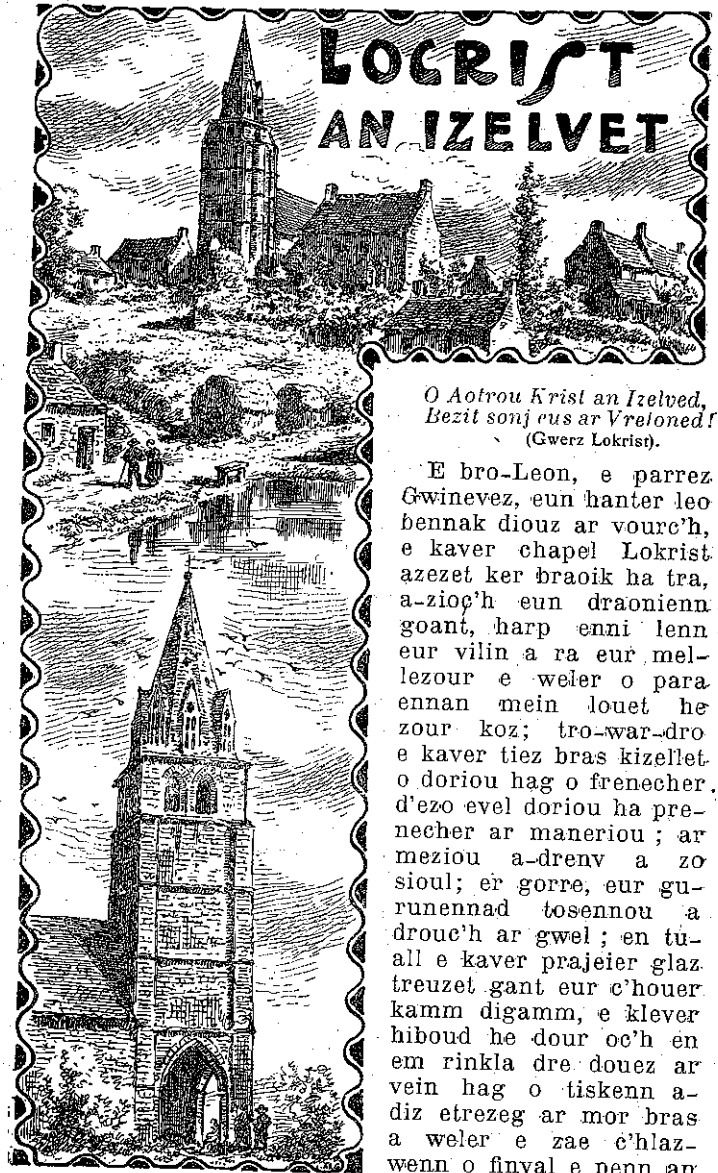 LOCRIST
AN IZELVET
O Aotrou Krist an Izelved,
Bezit sonj eus ar Vretoned !
(Gwerz Lokrist).
E bro-Leon, e parrez
Gwinevez, eun hanter leo
bennak diouz ar vourc'h,
e kaver chapel Lokrist
azezet ker braoik ha tra,
a-zioc'h eun draonienn
goant, harp enni lenn
eur vilin a ra eur mel-
lezour e weler o para
ennan mein louet he
zour koz; tro-war-dro
e kaver tiez bras kizellet
o doriou hag o frenecher,
d'ezo evel doriou ha pre-
necher ar maneriou ; ar
meziou a-drenv a zo
sioul; er gorre, eur gu-
runennad tosennou a
drouc'h ar gwel ; en tu-
all e kaver prajeier glaz
treuzet gant eur c'houer
kamm digamm, e klever
hiboud he dour oc'h en
em rinkla dre douez ar
vein hag o tiskenn a-
diz etrezeg ar mor bras
a weler e zae c'hlaz-
wenn o finval e penn an